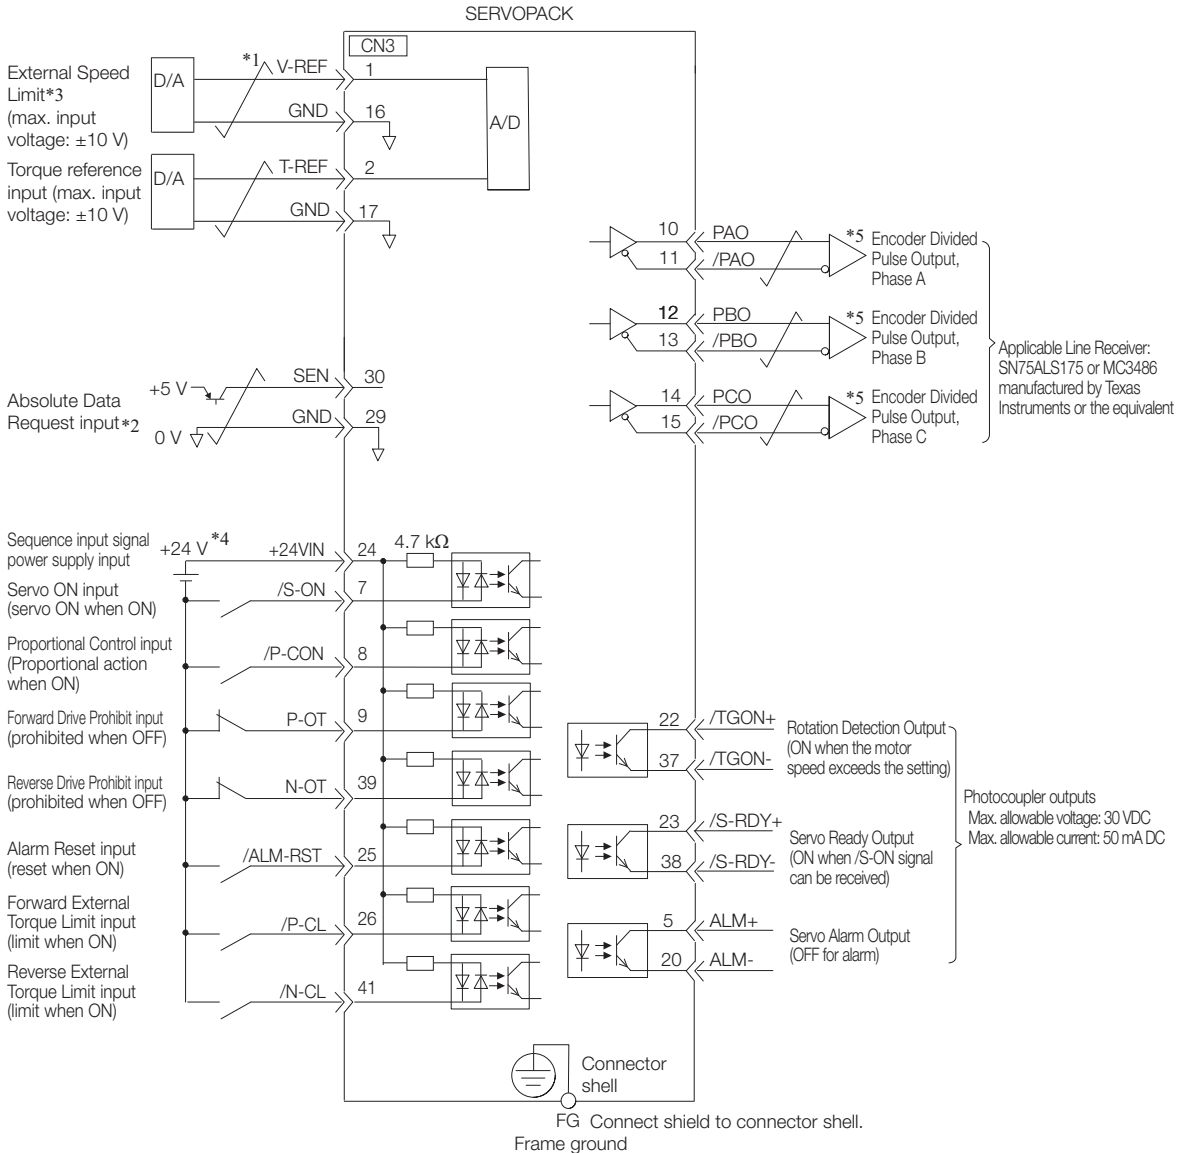 SERVOPACK
CN3
External Speed
Limit*3
(max. input
voltage: ±10 V)
D/A
*1
V-REF
1
GND
16
A/D
Torque reference
input (max. input
voltage: ±10 V)
D/A
T-REF
2
GND
17
10
PAO
11
/PAO
*5 Encoder Divided
Pulse Output,
Phase A
12
PBO
13
/PBO
*5 Encoder Divided
Pulse Output,
Phase B
14
PCO
15
/PCO
*5 Encoder Divided
Pulse Output,
Phase C
Applicable Line Receiver:
SN75ALS175 or MC3486
manufactured by Texas
Instruments or the equivalent
Absolute Data
Request input*2
+5 V
SEN
30
0 V
GND
29
Sequence input signal
power supply input
+24 V*4
+24VIN
24
4.7 kΩ
Servo ON input
(servo ON when ON)
/S-ON
7
Proportional Control input
(Proportional action
when ON)
/P-CON
8
Forward Drive Prohibit input
(prohibited when OFF)
P-OT
9
Reverse Drive Prohibit input
(prohibited when OFF)
N-OT
39
Alarm Reset input
(reset when ON)
/ALM-RST
25
Forward External
Torque Limit input
(limit when ON)
/P-CL
26
Reverse External
Torque Limit input
(limit when ON)
/N-CL
41
22
/TGON+
37
/TGON-
Rotation Detection Output
(ON when the motor
speed exceeds the setting)
23
/S-RDY+
38
/S-RDY-
Servo Ready Output
(ON when /S-ON signal
can be received)
5
ALM+
20
ALM-
Servo Alarm Output
(OFF for alarm)
Photocoupler outputs
Max. allowable voltage: 30 VDC
Max. allowable current: 50 mA DC
Connector
shell
FG Connect shield to connector shell.
Frame ground